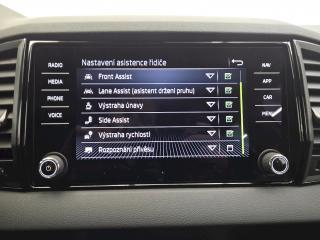 Nastavení asistence řidiče
RADIO
MEDIA
PHONE
VOICE
Front Assist
Lane Assist (asistent držení pruhu)
Výstraha únavy
Side Assist
Výstraha rychlosti
Rozpoznání přívěsu
NAV
APP
CAR
MENU